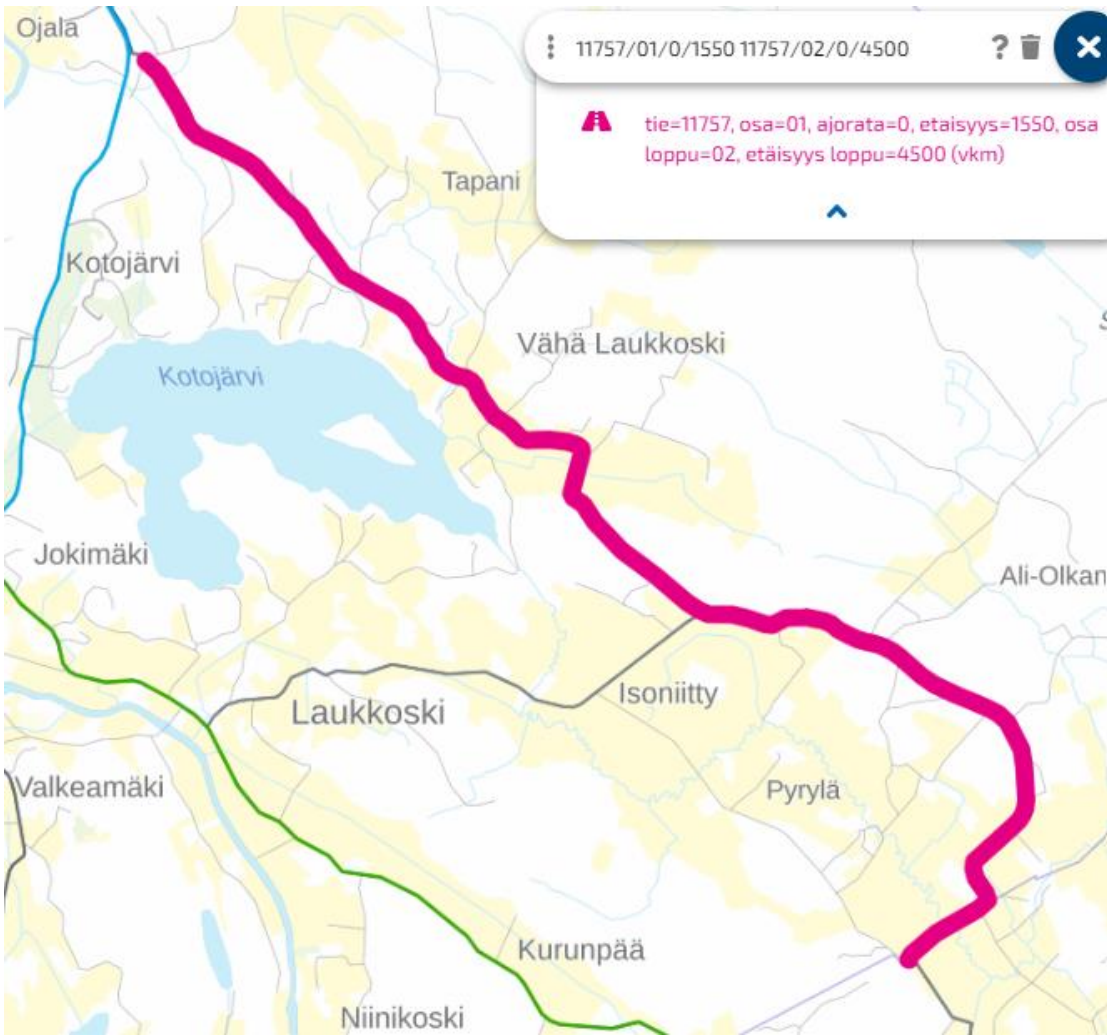 Ojala
11757/01/0/1550 11757/02/0/4500
?
tie=11757, osa=01, ajorata=0, etaisyys=1550, osa
loppu=02, etäisyys loppu=4500 (vkm)
Tapani
Kotojärvi
Vähä Laukkoski
Kotojärvi
Jokimäki
Ali-Olkan
Isoniitty
Laukkoski
Valkeamäki
Pyrylä
Kurunpää
Niinikoski